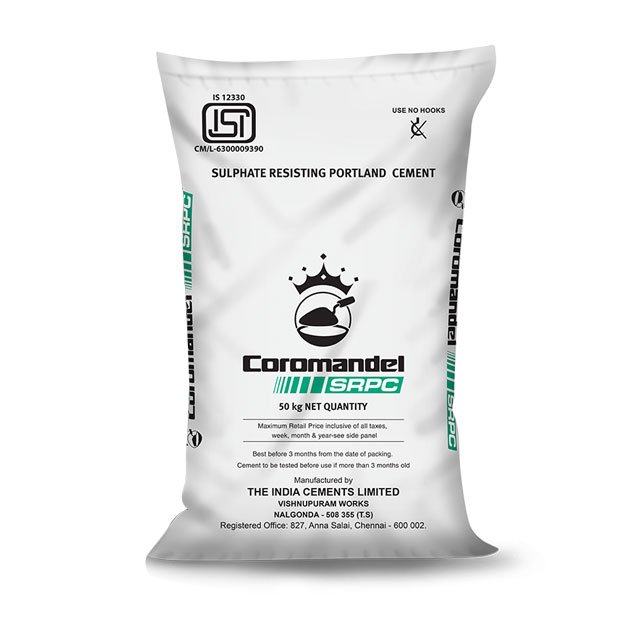 IS 12330
ISI
CM/L-6300009390
USE NO HOOKS
SULPHATE RESISTING PORTLAND CEMENT
SRPC
Coromandel
Coromandel
SRPC
Coromandel
SRPC
50 kg NET QUANTITY
Maximum Retail Price inclusive of all taxes,
week, month & year-see side panel
Best before 3 months from the date of packing.
Cement to be tested before use if more than 3 months old
Manufactured by
THE INDIA CEMENTS LIMITED
VISHNUPURAM WORKS
NALGONDA - 508 355 (T.S)
Registered Office: 827, Anna Salai, Chennai - 600 002.